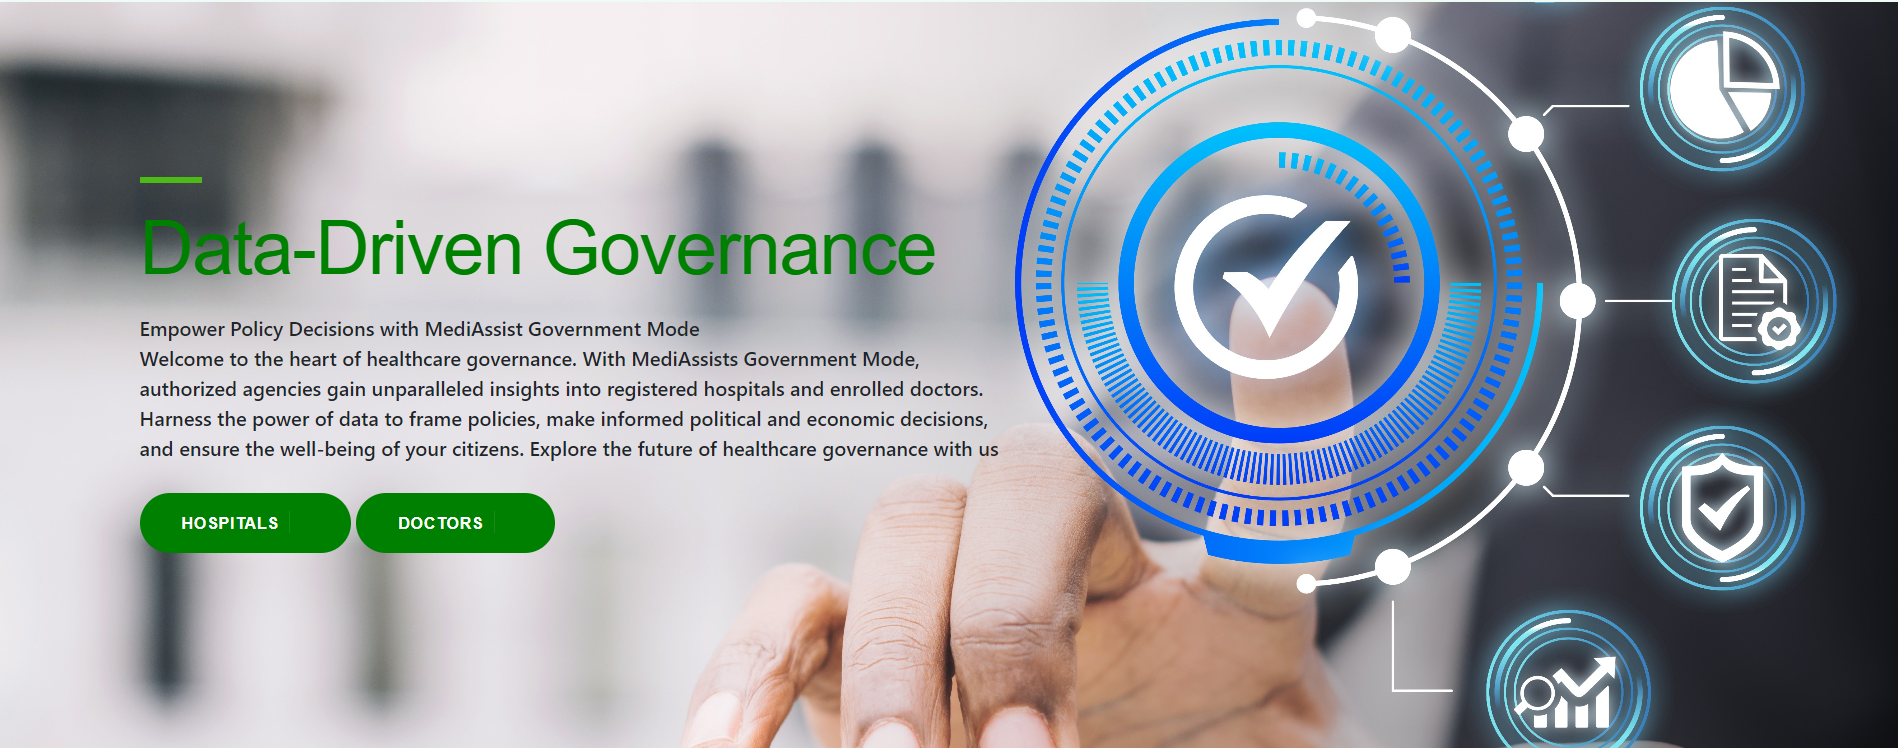 Data-Driven Governance
Empower Policy Decisions with MediAssist Government Mode
Welcome to the heart of healthcare governance. With MediAssists Government Mode,
authorized agencies gain unparalleled insights into registered hospitals and enrolled doctors.
Harness the power of data to frame policies, make informed political and economic decisions,
and ensure the well-being of your citizens. Explore the future of healthcare governance with us
HOSPITALS
DOCTORS